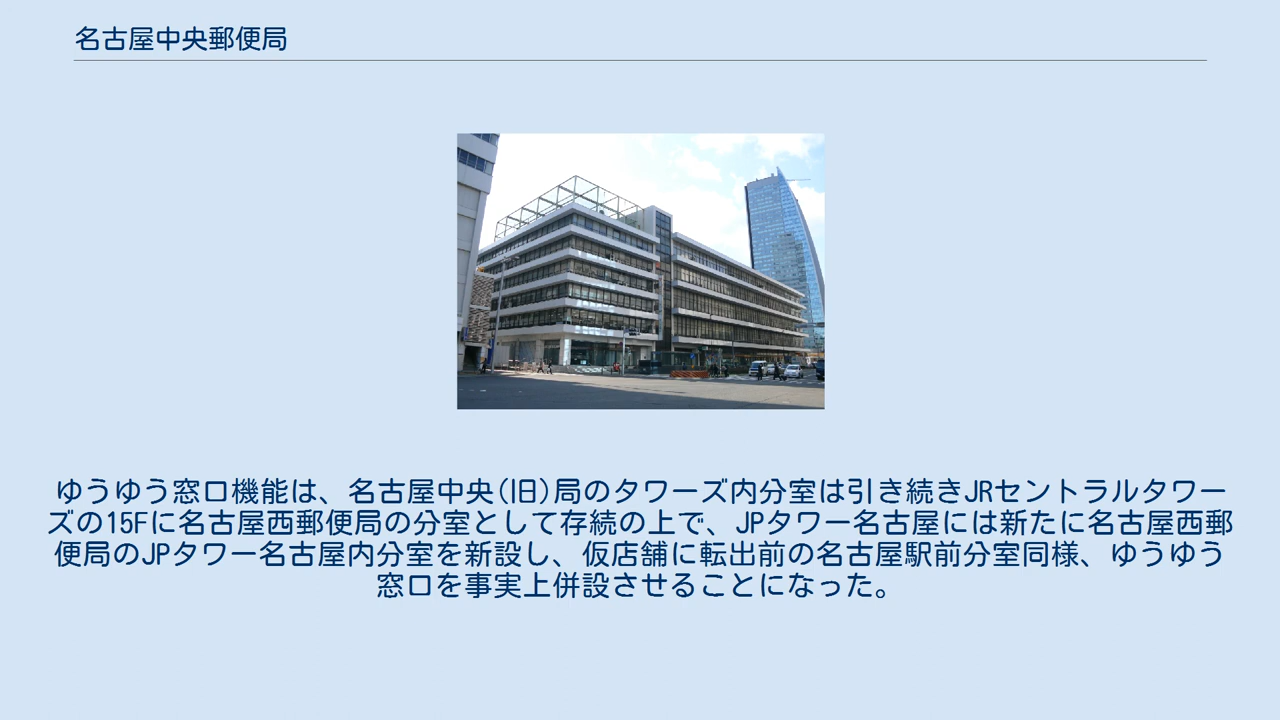 名古屋中央郵便局
ゆうゆう窓口機能は、名古屋中央(旧)局のタワーズ内分室は引き続きJRセントラルタワー
ズの15Fに名古屋西郵便局の分室として存続の上で、JPタワー名古屋には新たに名古屋西郵
便局のJPタワー名古屋内分室を新設し、仮店舗に転出前の名古屋駅前分室同様、ゆうゆう
窓口を事実上併設させることになった。